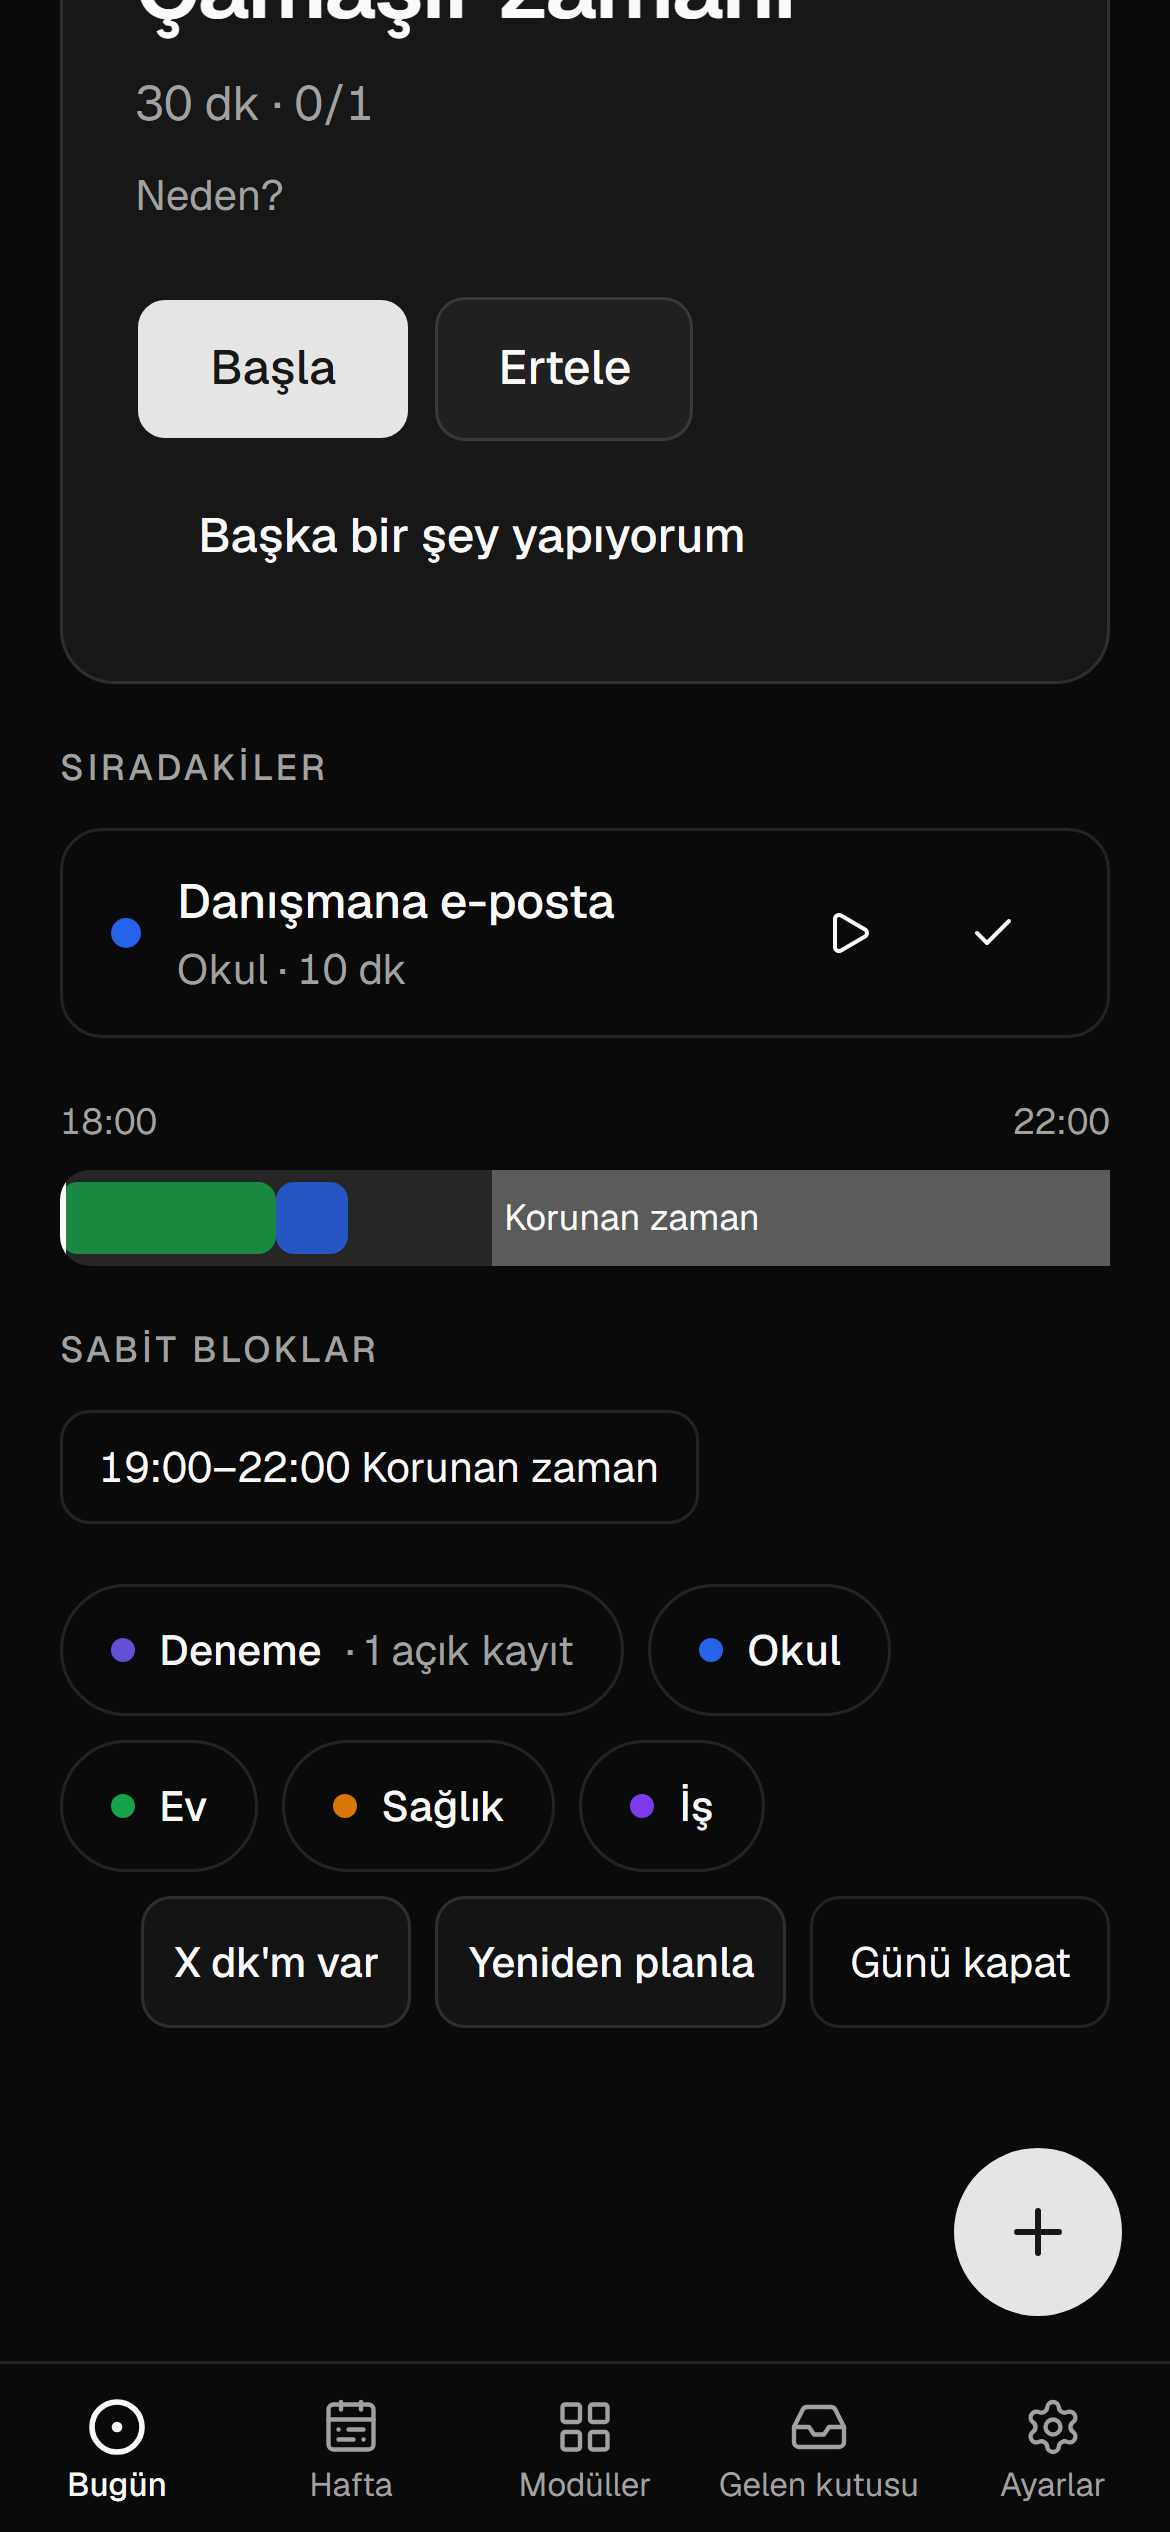 Çamaşır zamanı
30 dk · 0/1
Neden?
Başla
Ertele
Başka bir şey yapıyorum
SIRADAKİLER
Danışmana e-posta
Okul · 10 dk
18:00
22:00
Korunan zaman
SABİT BLOKLAR
19:00–22:00 Korunan zaman
Deneme · 1 açık kayıt
Okul
Ev
Sağlık
İş
X dk'm var
Yeniden planla
Günü kapat
Bugün
Hafta
Modüller
Gelen kutusu
Ayarlar